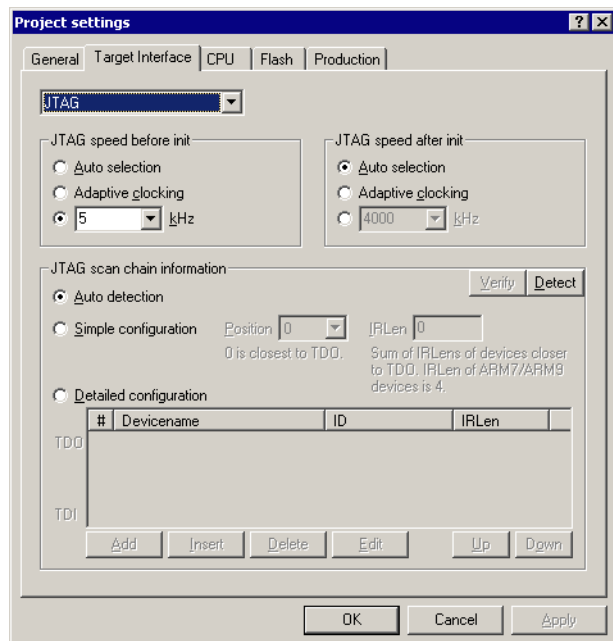 Project settings
General Target Interface CPU Flash Production
JTAG
JTAG speed before init
Auto selection
Adaptive clocking
5 kHz
JTAG speed after init
Auto selection
Adaptive clocking
4000 kHz
JTAG scan chain information
Verify Detect
Auto detection
Simple configuration Position 0 IRLen 0
0 is closest to TDO.
Sum of IRLens of devices closer
to TDO. IRLen of ARM7/ARM9
devices is 4.
Detailed configuration
# Devicename ID IRLen
TDO
TDI
Add Insert Delete Edit Up Down
OK Cancel Apply